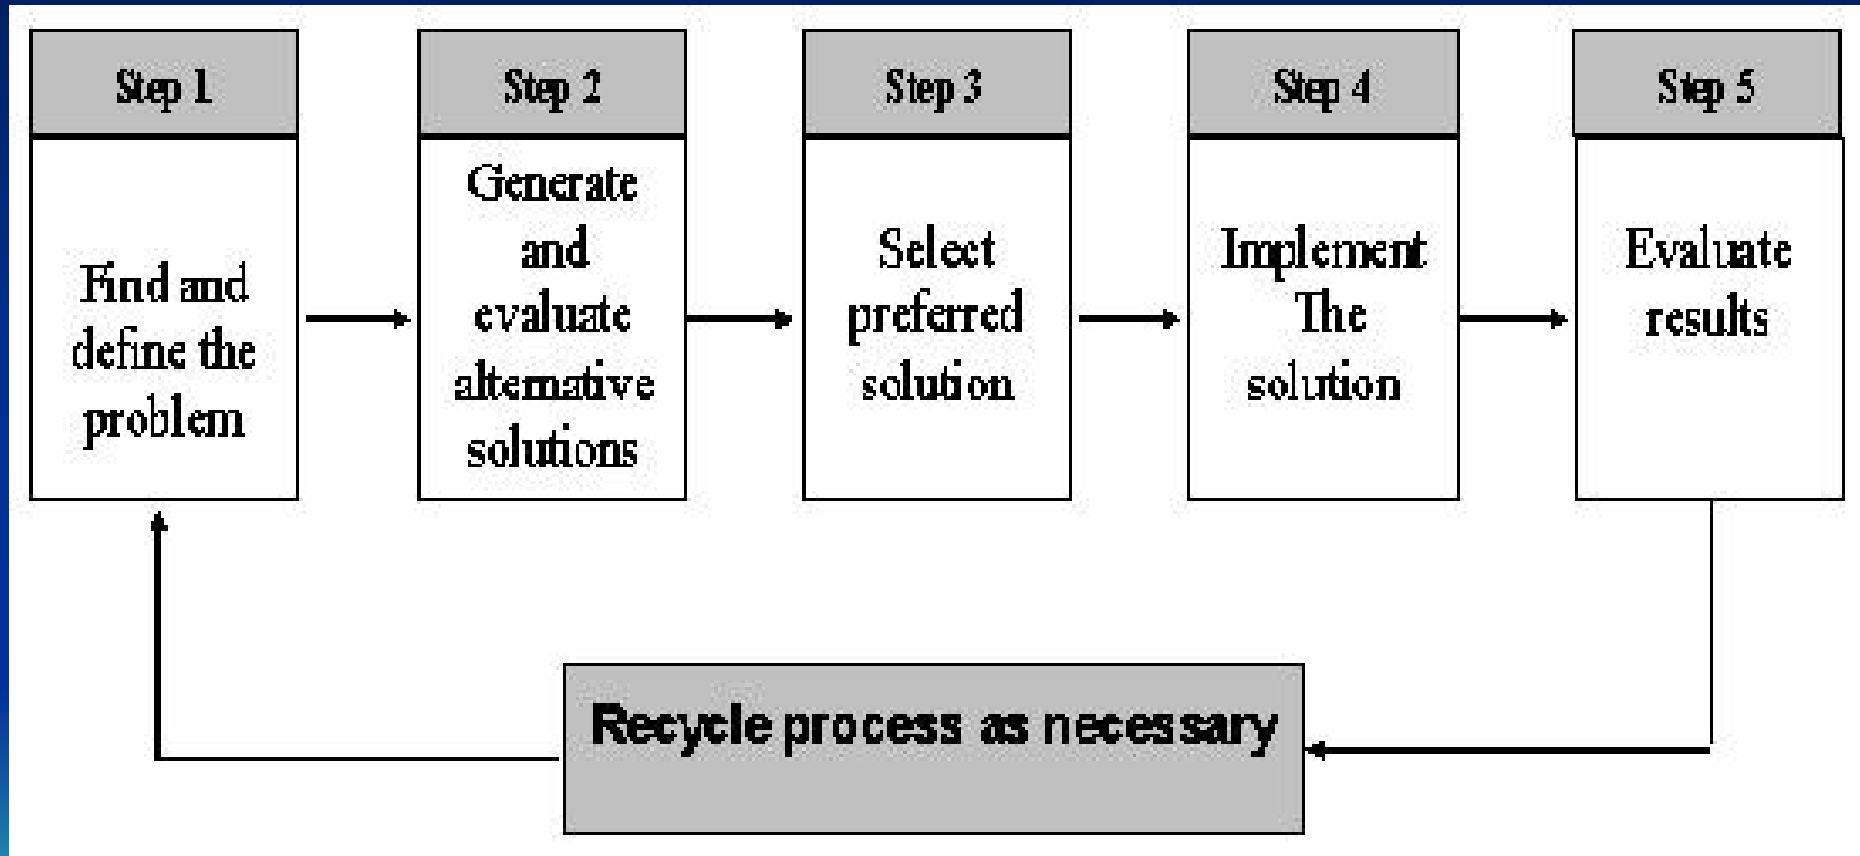 Step 1
Find and
define the
problem
Step 2
Generate
and
evaluate
alternative
solutions
Step 3
Select
preferred
solution
Step 4
Implement
The
solution
Step 5
Evaluate
results
Recycle process as necessary